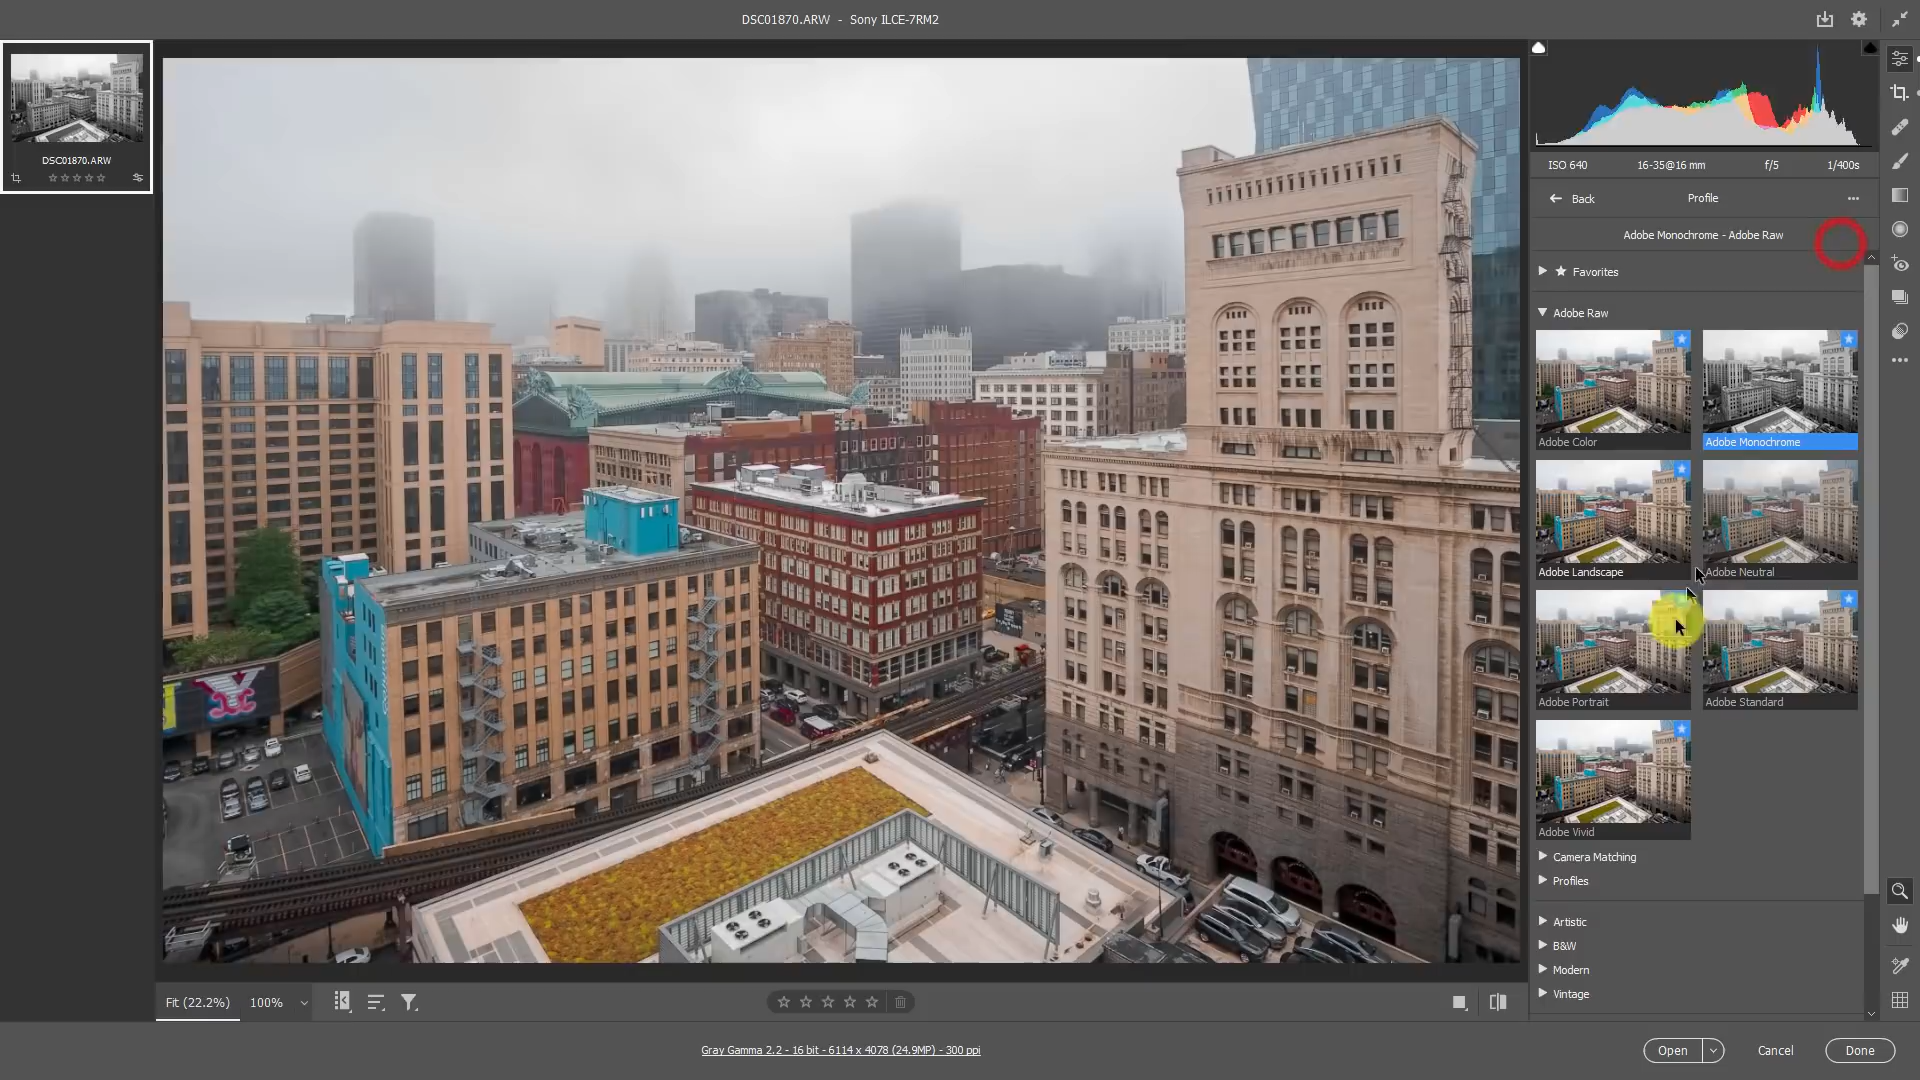 DSC01870.ARW - Sony ILCE-7RM2
DSC01870.ARW
ISO 640 16-35@16 mm f/5 1/400s
Back Profile
Adobe Monochrome - Adobe Raw
Favorites
Adobe Raw
Adobe Color Adobe Monochrome
Adobe Landscape Adobe Neutral
Adobe Portrait Adobe Standard
Adobe Vivid
Camera Matching
Profiles
Artistic
B&W
Modern
Vintage
Fit (22.2%) 100%
Gray Gamma 2.2 - 16 bit - 6114 x 4078 (24.9MP) - 300 ppi
Open Cancel Done